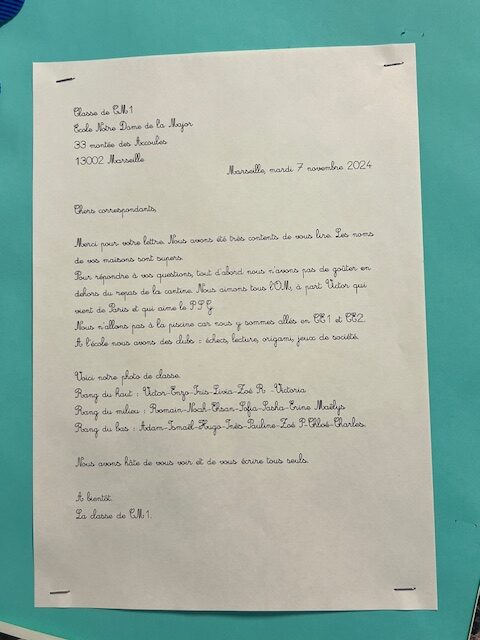 Classe de CM1
Ecole Notre Dame de la Major
33 montée des Accoules
13002 Marseille
Marseille, mardi 7 novembre 2024
Chers correspondants,
Merci pour votre lettre. Nous avons été très contents de vous lire. Les noms
de vos maisons sont supers.
Pour répondre à vos questions, tout d'abord nous n'avons pas de goûter en
dehors du repas de la cantine. Nous aimons tous l'OM, à part Victor qui
vient de Paris et qui aime le P.S.G.
Nous n'allons pas à la piscine car nous y sommes allés en CE1 et CE2.
A l'école nous avons des clubs : échecs, lecture, origami, jeux de société.
Voici notre photo de classe.
Rang du haut : Victor-Enzo-Iris-Livia-Zoé R. -Victoria
Rang du milieu : Romain-Noah-Ehsan-Sofia-Sasha-Erine Maëlys
Rang du bas : Adam-Ismaël-Hugo-Inès-Pauline-Zoé P-Chloé-Charles.
Nous avons hâte de vous voir et de vous écrire tous seuls.
A bientôt.
La classe de CM1.